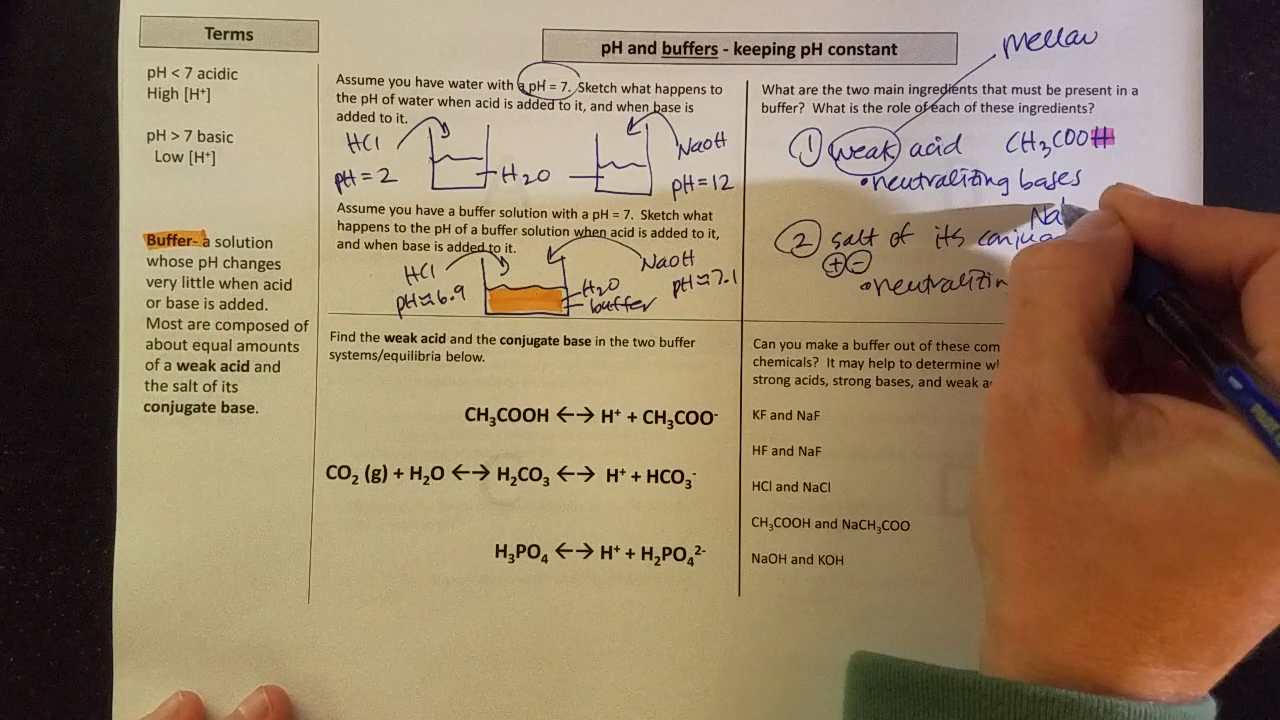 Terms
pH and buffers - keeping pH constant
pH < 7 acidic
High [H⁺]
pH > 7 basic
Low [H⁺]
Buffer- a solution
whose pH changes
very little when acid
or base is added.
Most are composed of
about equal amounts
of a weak acid and
the salt of its
conjugate base.
Assume you have water with a pH = 7. Sketch what happens to
the pH of water when acid is added to it, and when base is
added to it.
HCl
pH = 2
H₂O
NaOH
pH = 12
Assume you have a buffer solution with a pH = 7. Sketch what
happens to the pH of a buffer solution when acid is added to it,
and when base is added to it.
HCl
pH≈6.9
H₂O
buffer
NaOH
pH≈7.1
mellow
What are the two main ingredients that must be present in a
buffer? What is the role of each of these ingredients?
① weak acid CH₃COOH
•neutralizing bases
Na
② salt of its
⊕⊖
Find the weak acid and the conjugate base in the two buffer
systems/equilibria below.
CH₃COOH ←→ H⁺ + CH₃COO⁻
CO₂ (g) + H₂O ←→ H₂CO₃ ←→ H⁺ + HCO₃⁻
H₃PO₄ ←→ H⁺ + H₂PO₄²⁻
Can you make a buffer out of these
chemicals? It may help to determine
strong acids, strong bases, and weak
KF and NaF
HF and NaF
HCl and NaCl
CH₃COOH and NaCH₃COO
NaOH and KOH